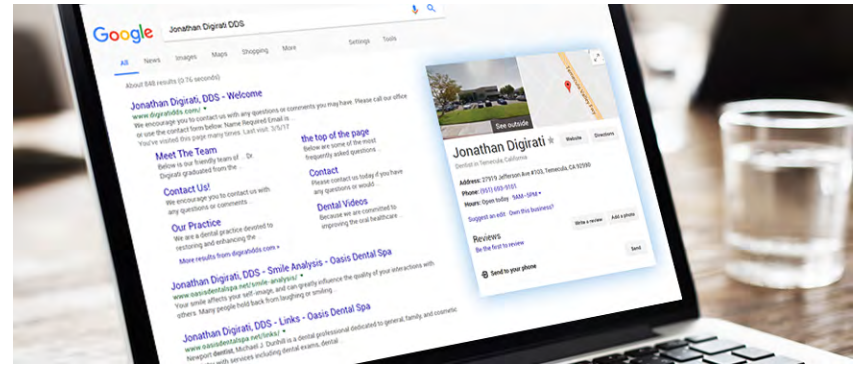 Google
Jonathan Digirati DDS
All News Images Maps Shopping More Settings Tools
About 848 results (0.76 seconds)
Jonathan Digirati, DDS - Welcome
www.digiratidds.com/
We encourage you to contact us with any questions or comments you may have. Please call our office
or use the contact form below. Name Required Email is ...
You've visited this page many times. Last visit: 3/5/17
Meet The Team
Below is our friendly team of ... Dr.
Digirati graduated from the ...
Contact Us!
We encourage you to contact us with
any questions or comments ...
Our Practice
We are a dental practice devoted to
restoring and enhancing the ...
More results from digiratidds.com »
the top of the page
Below are some of the most
frequently asked questions ...
Contact
Please contact us today if you have
any questions or would ...
Dental Videos
Because we are committed to
improving the oral healthcare ...
Jonathan Digirati, DDS - Smile Analysis - Oasis Dental Spa
www.oasisdentalspa.net/smile-analysis/
Your smile affects your self-image, and can greatly influence the quality of your interactions with
others. Many people hold back from laughing or smiling ...
Jonathan Digirati, DDS - Links - Oasis Dental Spa
www.oasisdentalspa.net/links/
Newport dentist, Michael J. Dunhill is a dental professional dedicated to general, family, and cosmetic
with services including dental exams, dental ...
See outside
Jonathan Digirati
Website Directions
Dentist in Temecula, California
Address: 27919 Jefferson Ave #103, Temecula, CA 92590
Phone: (951) 693-9101
Hours: Open today · 9AM–5PM
Suggest an edit · Own this business?
Reviews
Write a review Add a photo
Be the first to review
Send to your phone
Send